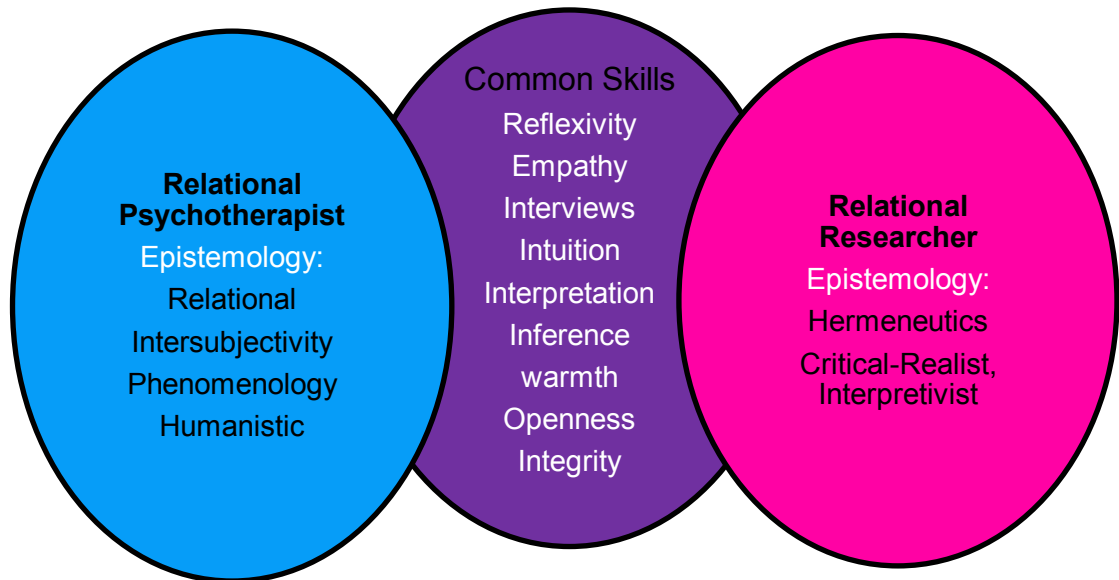 Relational
Psychotherapist
Epistemology:
Relational
Intersubjectivity
Phenomenology
Humanistic
Common Skills
Reflexivity
Empathy
Interviews
Intuition
Interpretation
Inference
warmth
Openness
Integrity
Relational
Researcher
Epistemology:
Hermeneutics
Critical-Realist,
Interpretivist